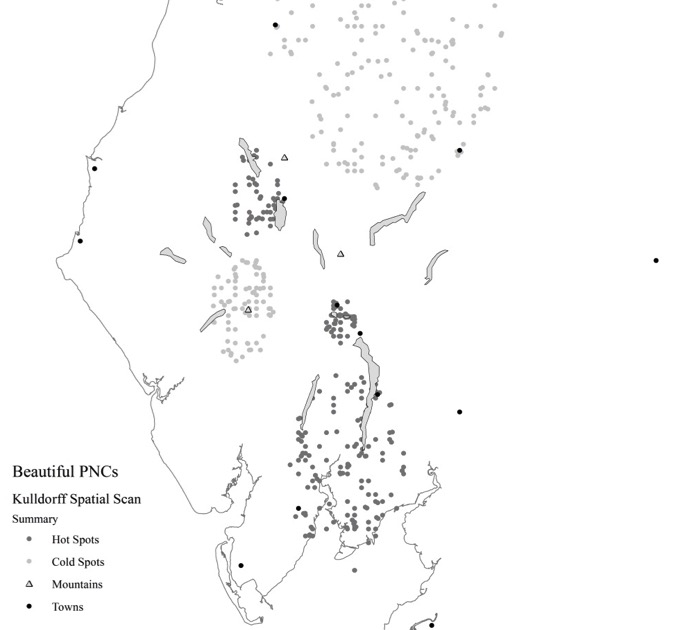 Beautiful PNCs
Kulldorff Spatial Scan
Summary
Hot Spots
Cold Spots
Mountains
Towns